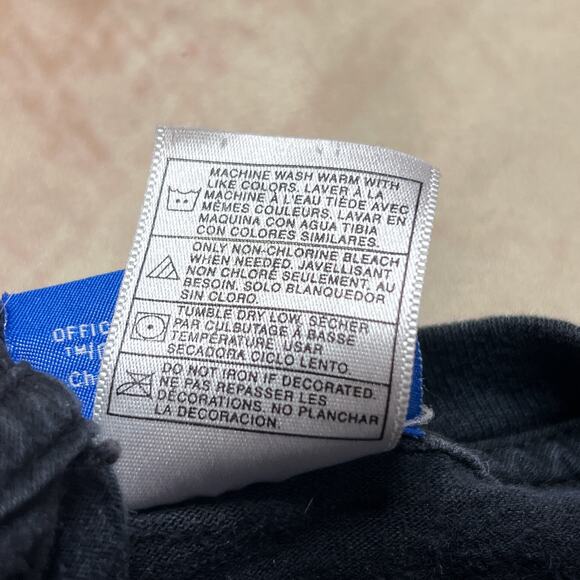 MACHINE WASH WARM WITH
LIKE COLORS. LAVER À LA
MACHINE À L'EAU TIÈDE AVEC
MÊMES COULEURS. LAVAR EN
MAQUINA CON AGUA TIBIA
CON COLORES SIMILARES.
ONLY NON-CHLORINE BLEACH
WHEN NEEDED. JAVELLISANT
NON CHLORÉ SEULEMENT, AU
BESOIN. SOLO BLANQUEDOR
SIN CLORO.
TUMBLE DRY LOW. SÉCHER
PAR CULBUTAGE À BASSE
TEMPÉRATURE. USAR
SECADORA CICLO LENTO.
DO NOT IRON IF DECORATED.
NE PAS REPASSER LES
DÉCORATIONS. NO PLANCHAR
LA DECORACION.
OFFIC
TM/
Ch